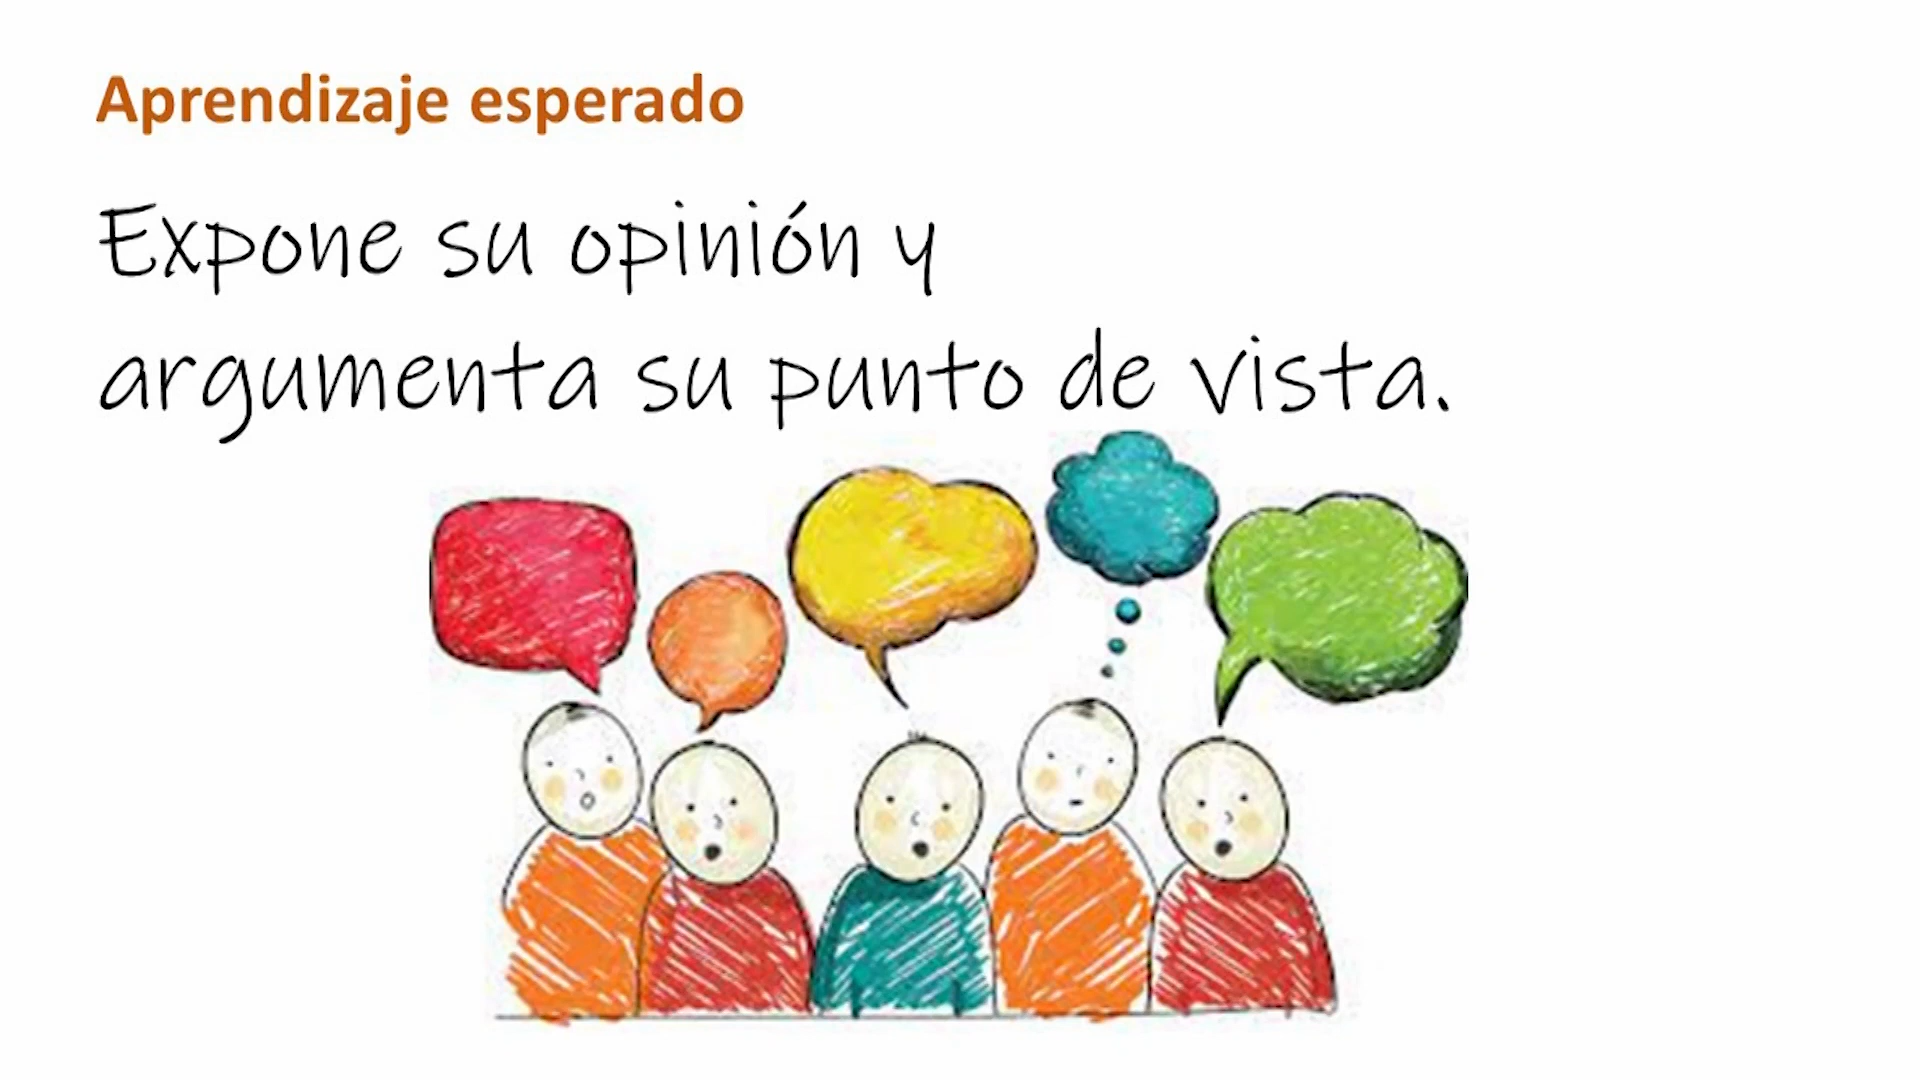 Aprendizaje esperado
Expone su opinión y
argumenta su punto de vista.